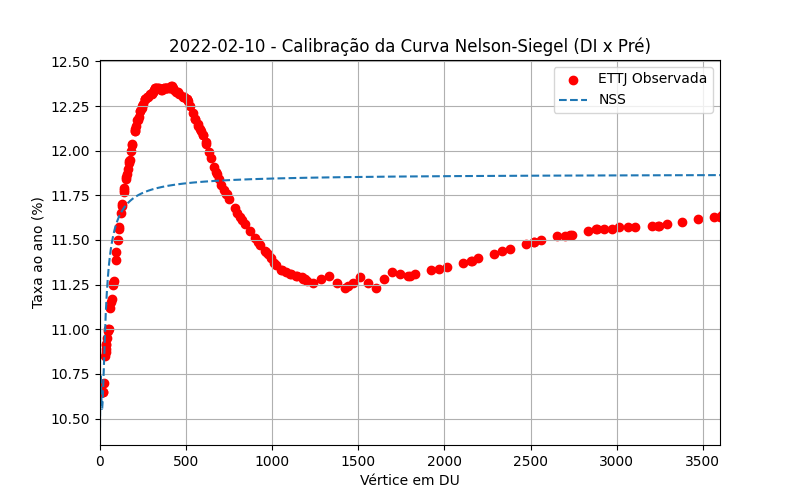 2022-02-10 - Calibração da Curva Nelson-Siegel (DI x Pré)
12.50
12.25
12.00
11.75
11.50
11.25
11.00
10.75
10.50
Taxa ao ano (%)
ETTJ Observada
NSS
0 500 1000 1500 2000 2500 3000 3500
Vértice em DU